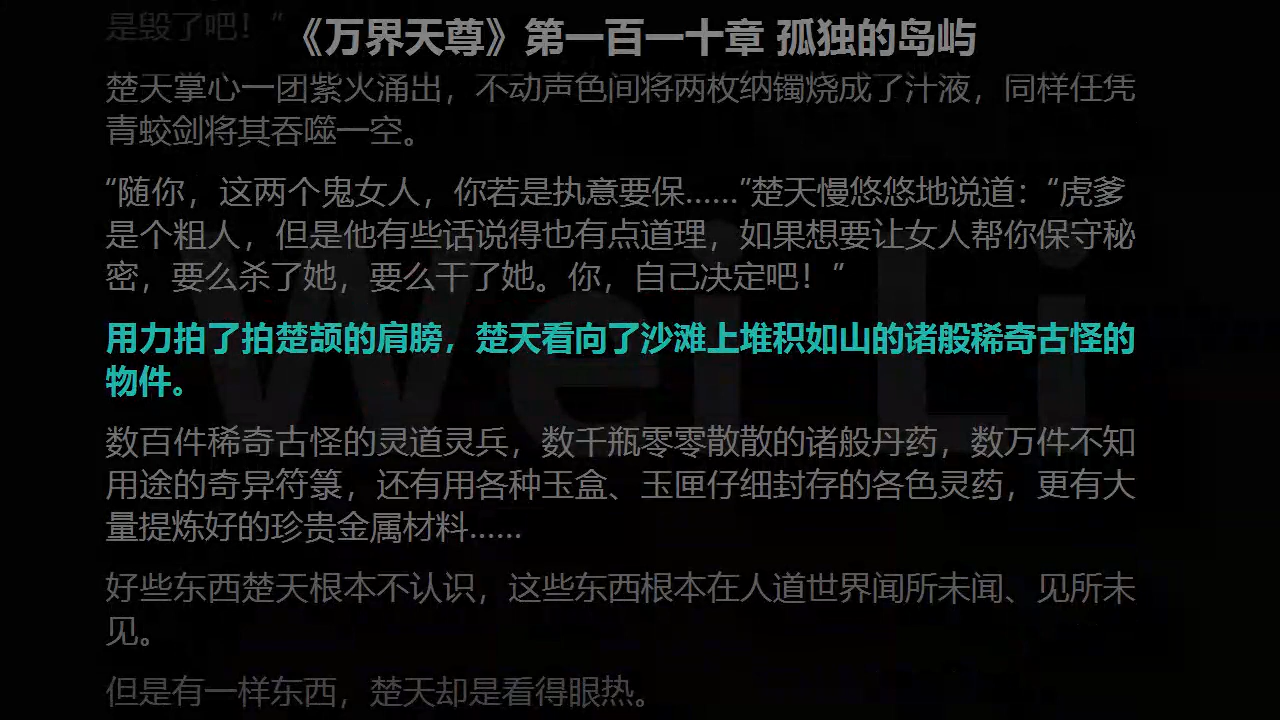 是毁了吧!”
《万界天尊》第一百一十章 孤独的岛屿
楚天掌心一团紫火涌出，不动声色间将两枚纳镯烧成了汁液，同样任凭
青蛟剑将其吞噬一空。
“随你，这两个鬼女人，你若是执意要保……”楚天慢悠悠地说道：“虎爹
是个粗人，但是他有些话说得也有点道理，如果想要让女人帮你保守秘
密，要么杀了她，要么干了她。你，自己决定吧！”
用力拍了拍楚颉的肩膀，楚天看向了沙滩上堆积如山的诸般稀奇古怪的
物件。
数百件稀奇古怪的灵道灵兵，数千瓶零零散散的诸般丹药，数万件不知
用途的奇异符箓，还有用各种玉盒、玉匣仔细封存的各色灵药，更有大
量提炼好的珍贵金属材料……
好些东西楚天根本不认识，这些东西根本在人道世界闻所未闻、见所未
见。
但是有一样东西，楚天却是看得眼热。
Wei Li